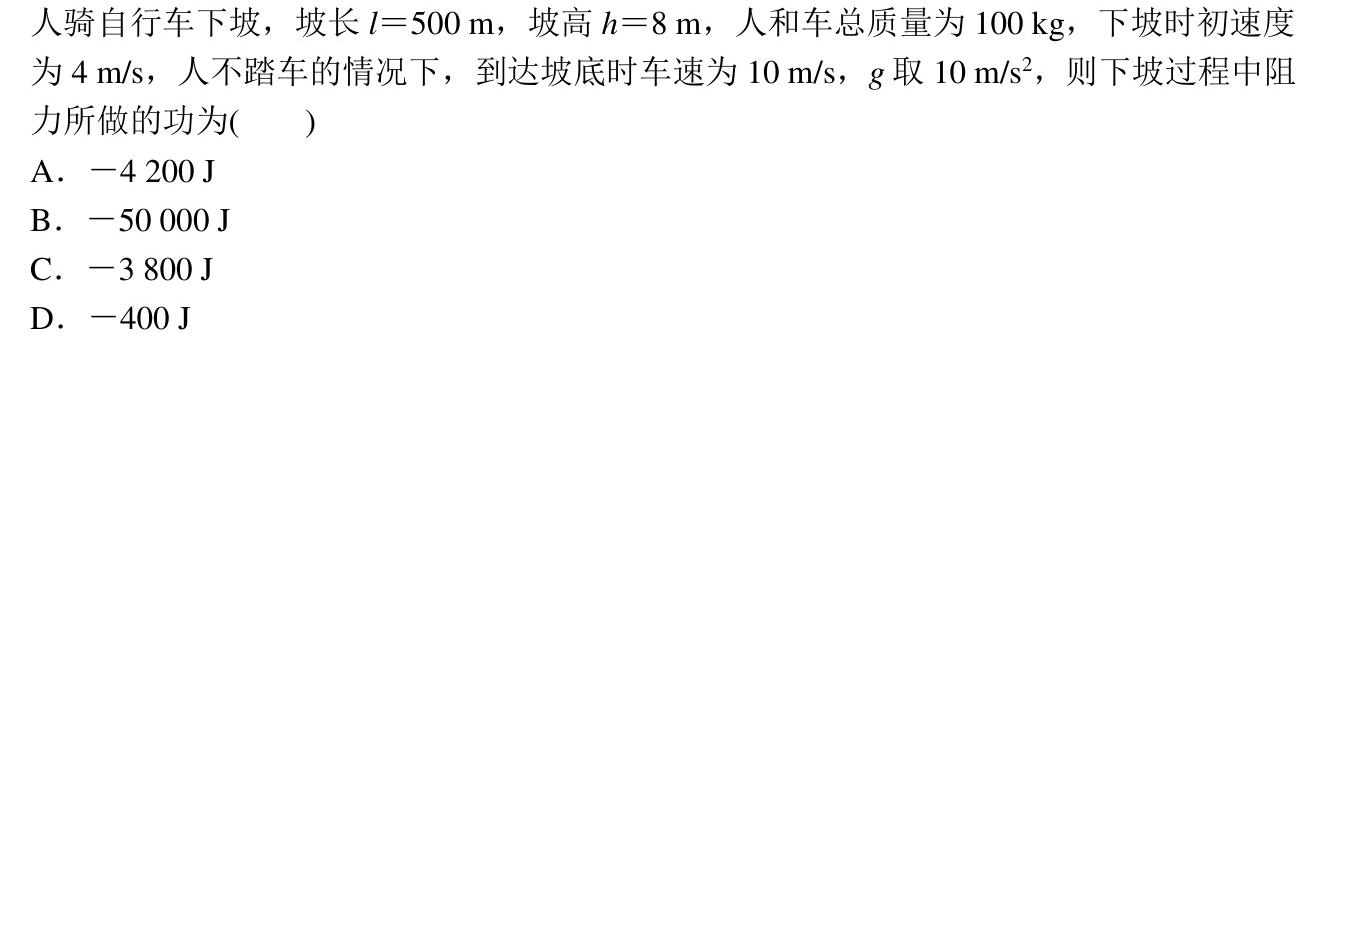 人骑自行车下坡，坡长 l＝500 m，坡高 h＝8 m，人和车总质量为 100 kg，下坡时初速度
为 4 m/s，人不踏车的情况下，到达坡底时车速为 10 m/s，g 取 10 m/s²，则下坡过程中阻
力所做的功为(　　)
A．－4 200 J
B．－50 000 J
C．－3 800 J
D．－400 J